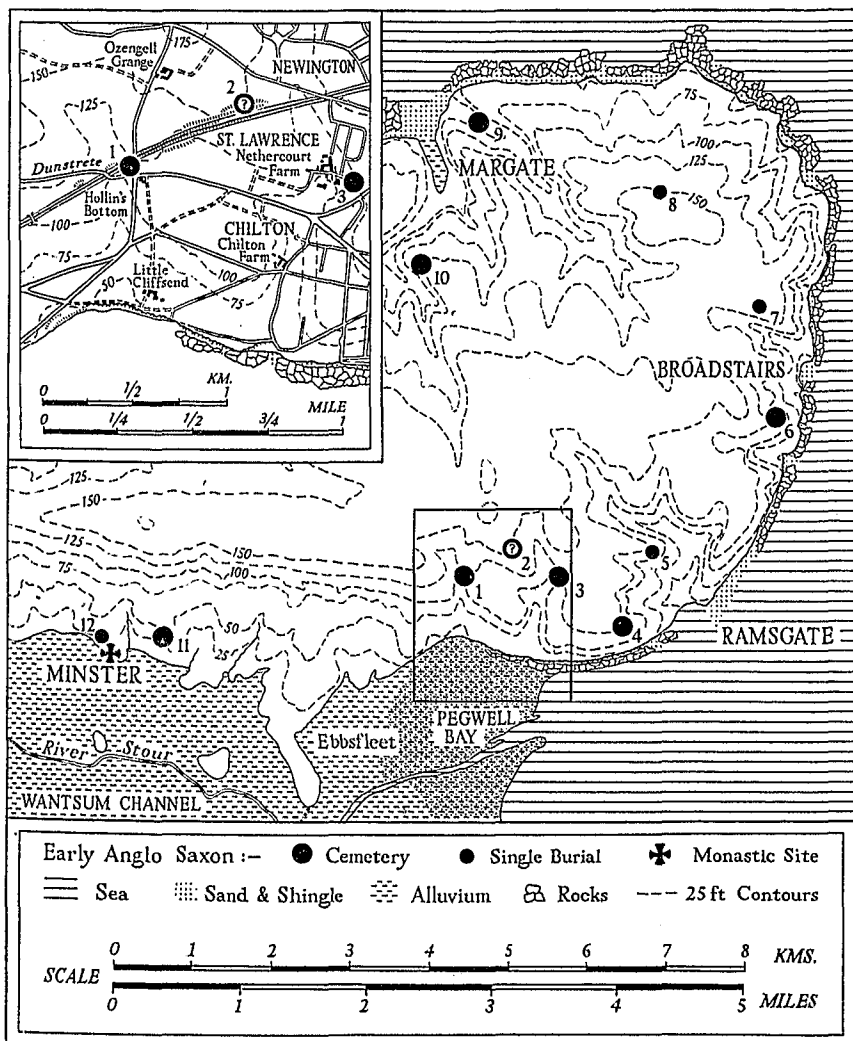 Ozengell
Grange
175
150
NEWINGTON
125
2
?
ST. LAWRENCE
Nethercourt
Farm
1
Dunstrete
3
Hollin's
Bottom
100
CHILTON
Chilton
Farm
75
100
75
50
Little
Cliffsend
KM.
0 1/2 1
MILE
0 1/4 1/2 3/4 1
75
100
125
150
9
MARGATE
8
10
7
BROADSTAIRS
6
125
150
150
125
100
75
?
2
1
3
5
4
RAMSGATE
50
25
12
11
MINSTER
PEGWELL
BAY
Ebbsfleet
River Stour
WANTSUM CHANNEL
Early Anglo Saxon :- Cemetery Single Burial Monastic Site
Sea Sand & Shingle Alluvium Rocks 25 ft Contours
0 1 2 3 4 5 6 7 8 KMS.
SCALE
0 1 2 3 4 5 MILES